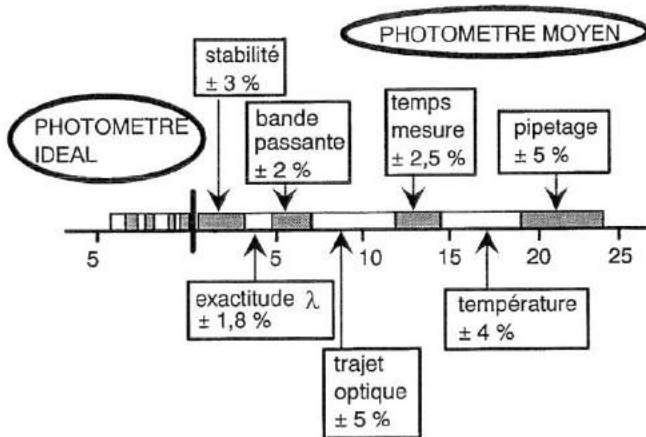 PHOTOMETRE MOYEN
stabilité
± 3 %
PHOTOMETRE
IDEAL
bande
passante
± 2 %
temps
mesure
± 2,5 %
pipetage
± 5 %
5
5
10
15
20
25
exactitude λ
± 1,8 %
trajet
optique
± 5 %
température
± 4 %